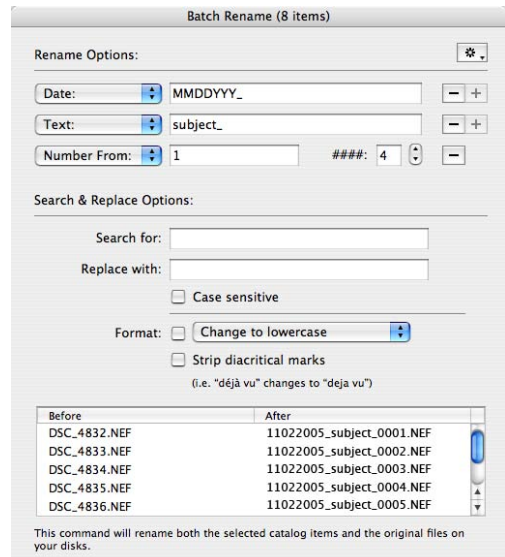 Batch Rename (8 items)
Rename Options:
Date: MMDDYYY_
Text: subject_
Number From: 1 ####: 4
Search & Replace Options:
Search for:
Replace with:
Case sensitive
Format: Change to lowercase
Strip diacritical marks
(i.e. "déjà vu" changes to "deja vu")
Before After
DSC_4832.NEF 11022005_subject_0001.NEF
DSC_4833.NEF 11022005_subject_0002.NEF
DSC_4834.NEF 11022005_subject_0003.NEF
DSC_4835.NEF 11022005_subject_0004.NEF
DSC_4836.NEF 11022005_subject_0005.NEF
This command will rename both the selected catalog items and the original files on
your disks.